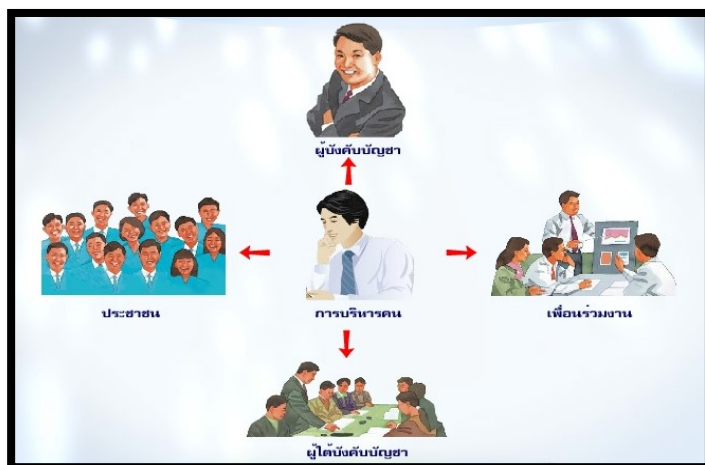 ผู้บังคับบัญชา
ประชาชน
การบริหารคน
เพื่อนร่วมงาน
ผู้ใต้บังคับบัญชา